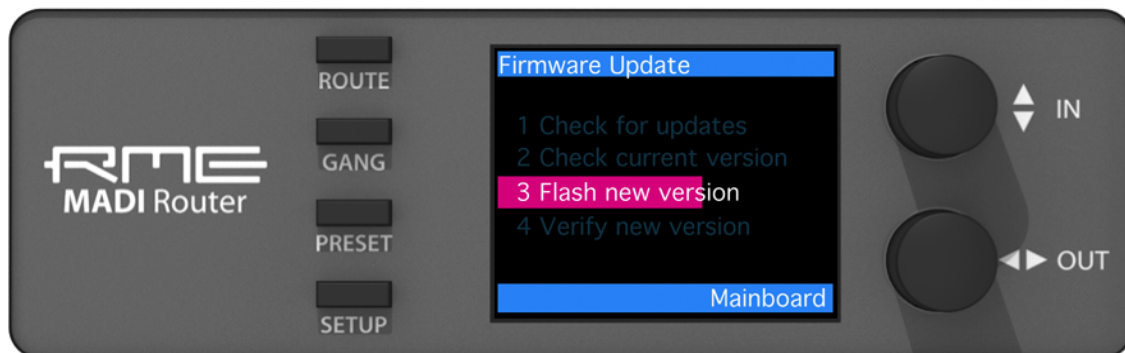 RME
MADI Router
ROUTE
GANG
PRESET
SETUP
Firmware Update
1 Check for updates
2 Check current version
3 Flash new version
4 Verify new version
Mainboard
IN
OUT